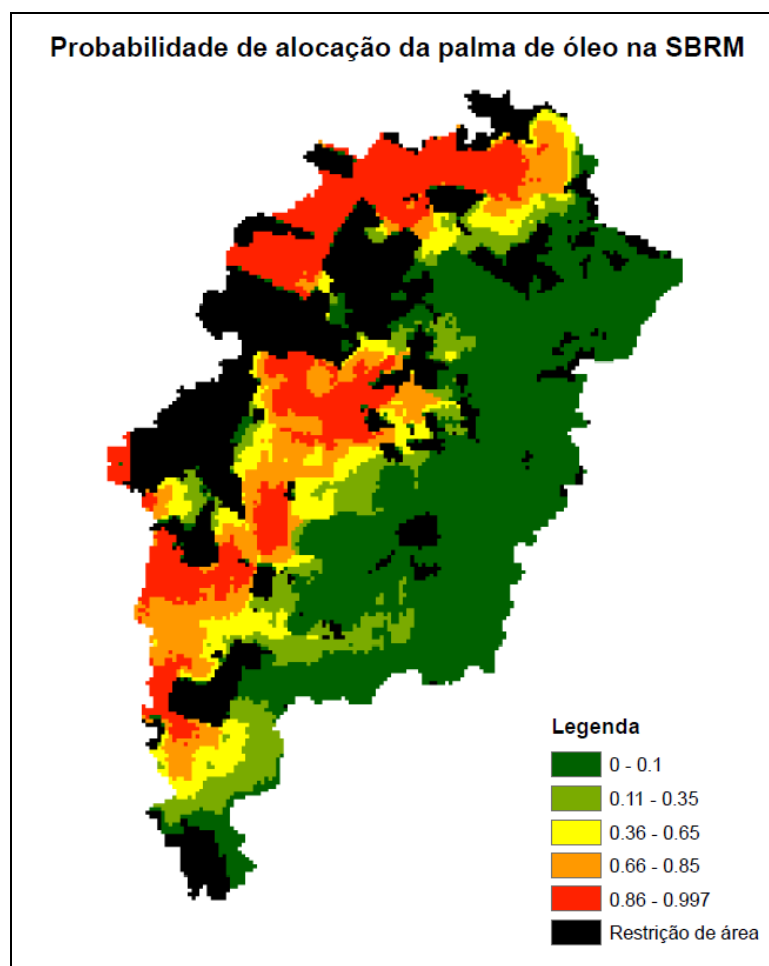 Probabilidade de alocação da palma de óleo na SBRM
Legenda
0 - 0.1
0.11 - 0.35
0.36 - 0.65
0.66 - 0.85
0.86 - 0.997
Restrição de área